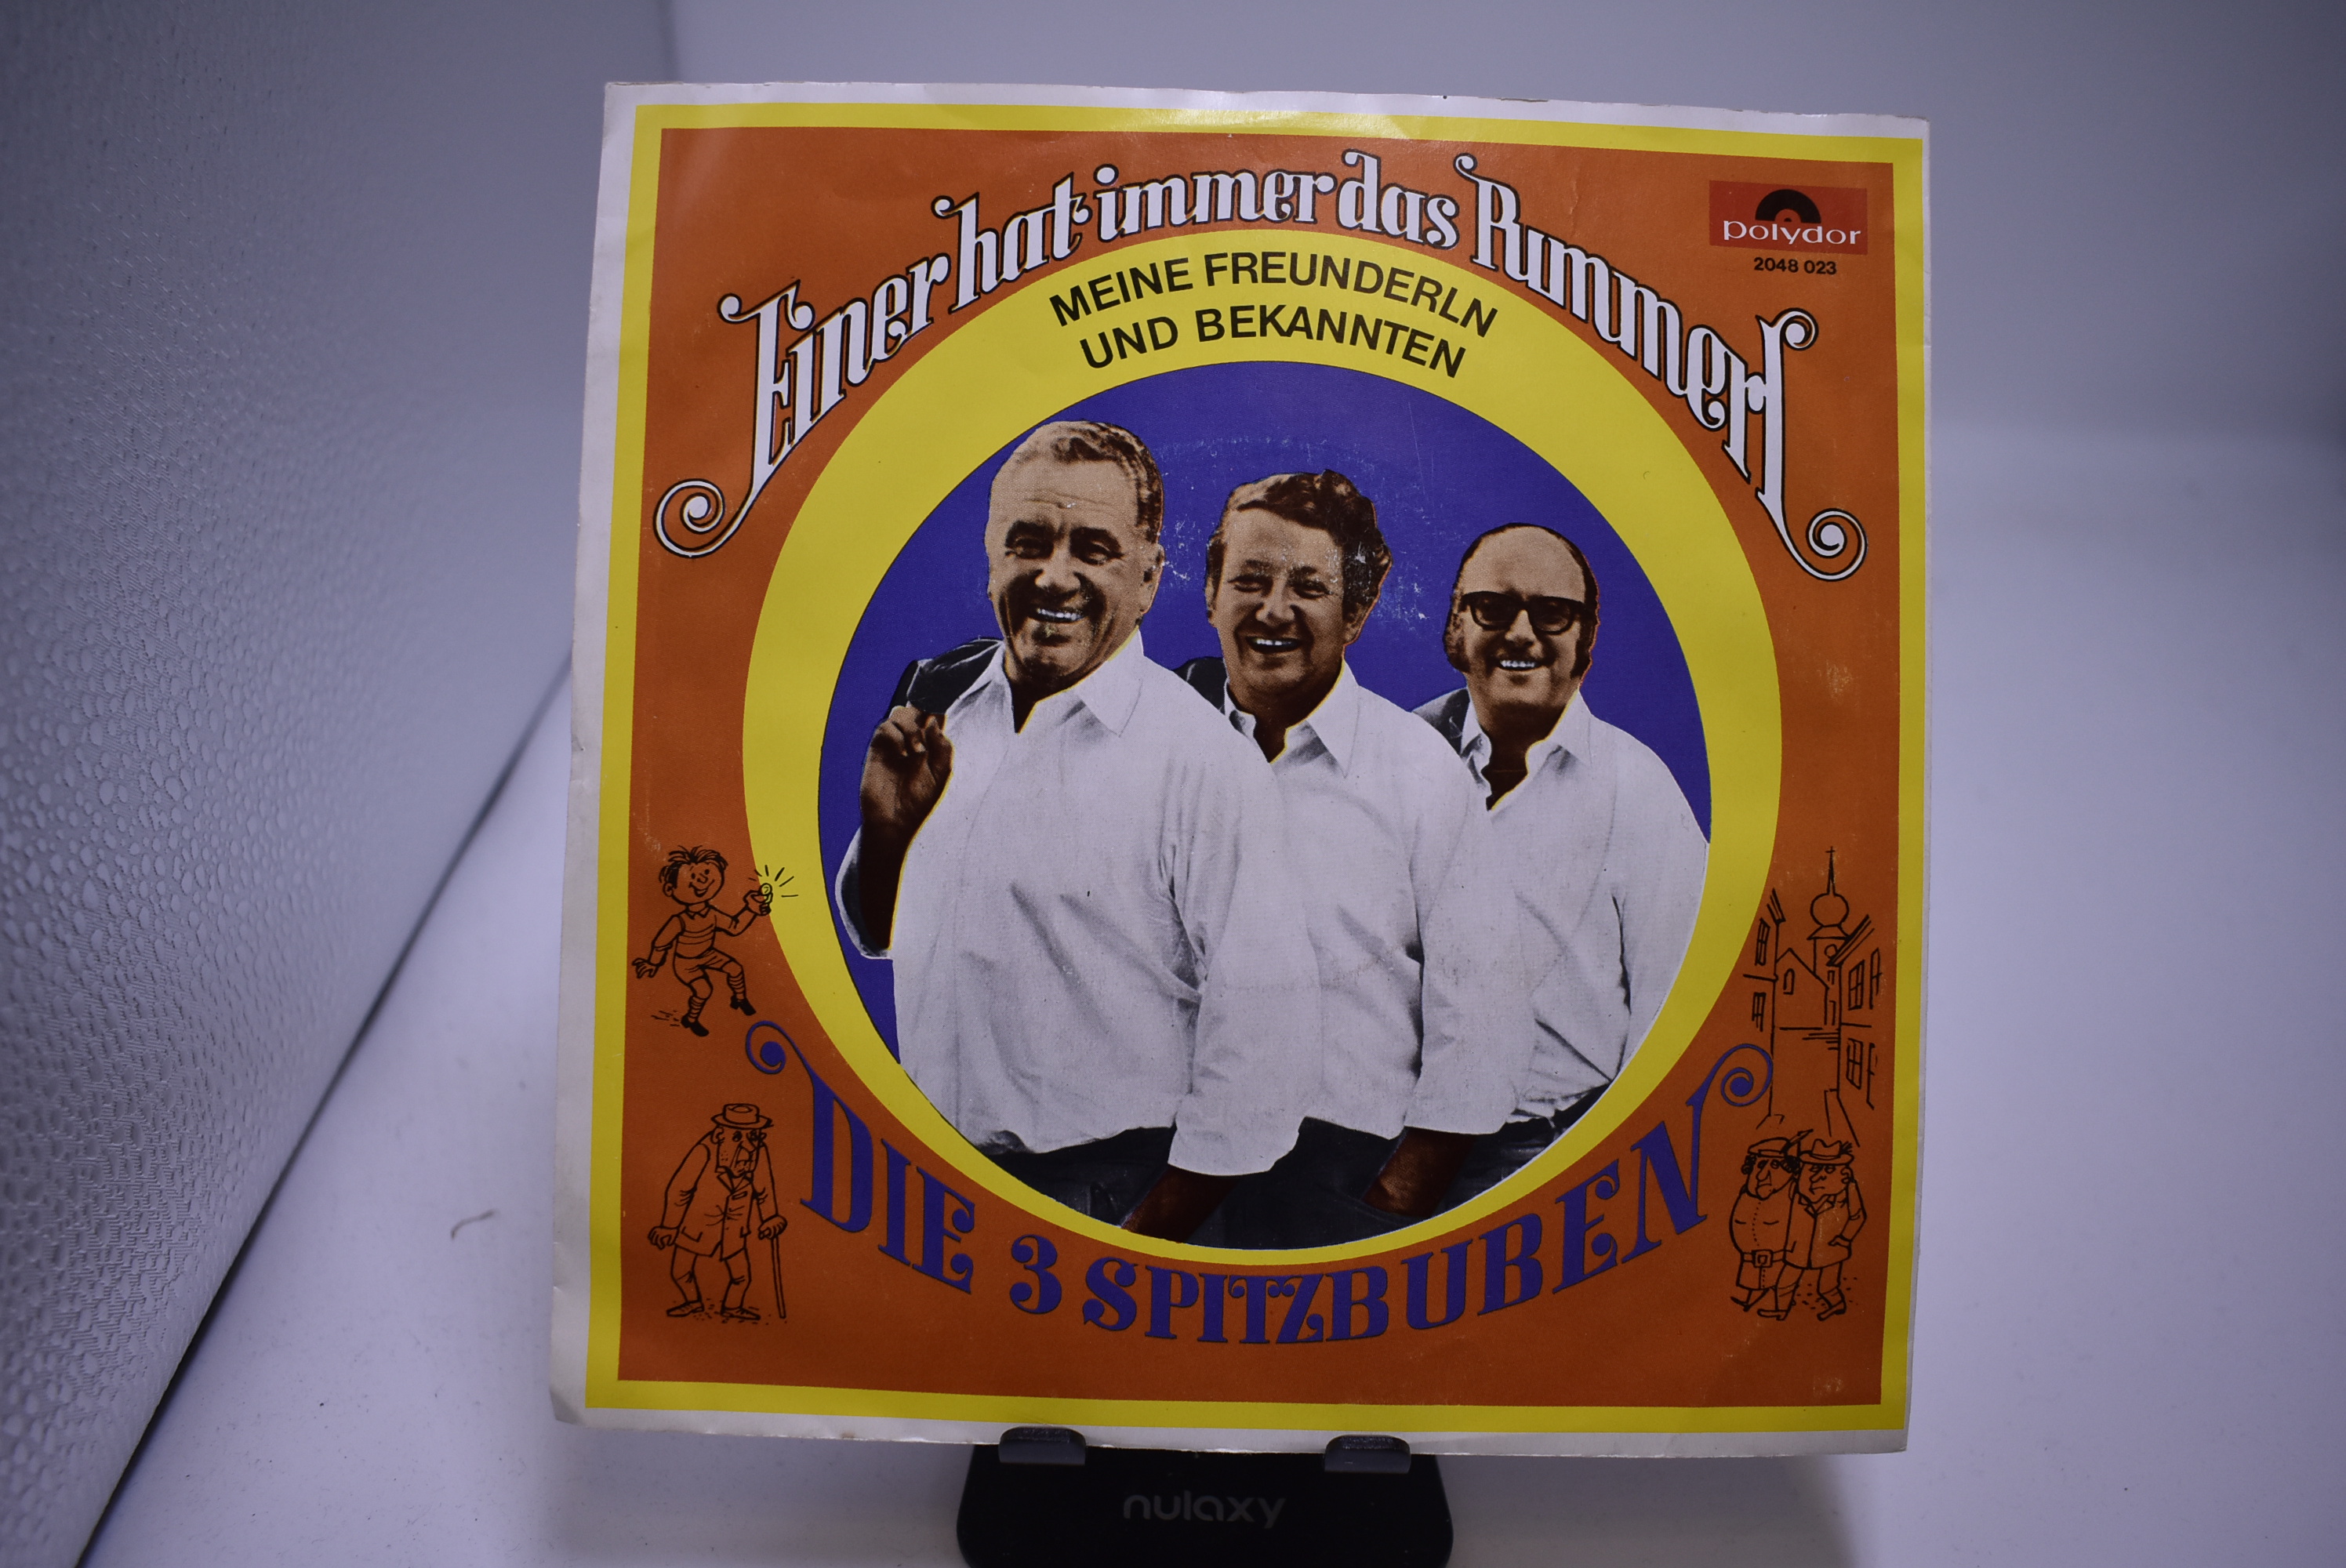 Einer hat immer das Rummerl
polydor
2048 023
MEINE FREUNDERLN
UND BEKANNTEN
DIE 3 SPITZBUBEN
nulaxy